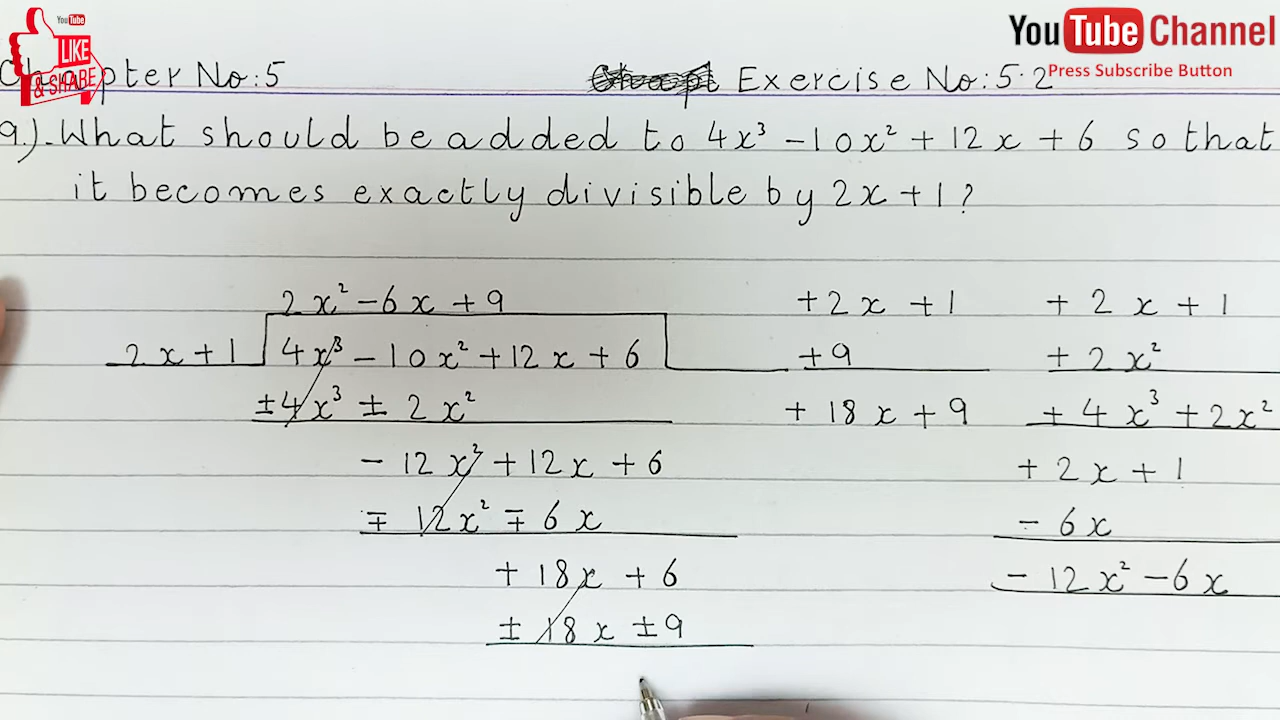 YouTube
LIKE
& SHARE
YouTube Channel
Press Subscribe Button
Chapter No:5 Exercise No:5.2
9.). What should be added to 4x³ - 10x² + 12x + 6 so that
it becomes exactly divisible by 2x + 1?
2x² - 6x + 9 +2x + 1 + 2x + 1
2x + 1 4x³ - 10x² + 12x + 6 + 9 + 2x²
± 4x³ ± 2x² + 18x + 9 + 4x³ + 2x²
- 12x² + 12x + 6 + 2x + 1
∓ 12x² ∓ 6x - 6x
+ 18x + 6 - 12x² - 6x
± 18x ± 9